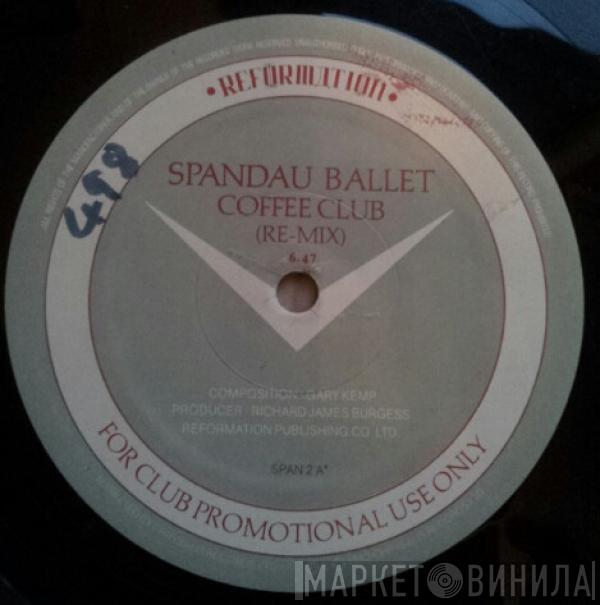 • REFORMATION •
498
SPANDAU BALLET
COFFEE CLUB
(RE-MIX)
6.47
COMPOSITION : GARY KEMP
PRODUCER : RICHARD JAMES BURGESS
REFORMATION PUBLISHING CO. LTD.
SPAN 2 A*
FOR CLUB PROMOTIONAL USE ONLY
МАРКЕТ ВИНИЛА